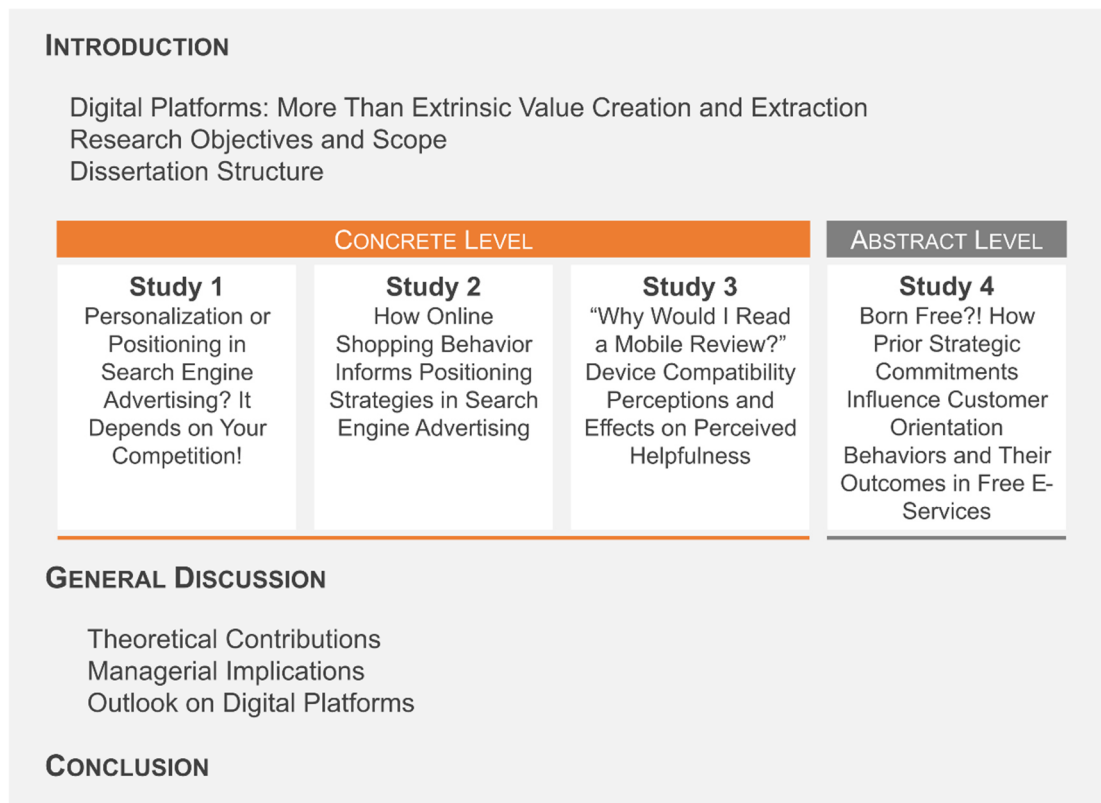 INTRODUCTION
Digital Platforms: More Than Extrinsic Value Creation and Extraction
Research Objectives and Scope
Dissertation Structure
CONCRETE LEVEL
ABSTRACT LEVEL
Study 1
Personalization or
Positioning in
Search Engine
Advertising? It
Depends on Your
Competition!
Study 2
How Online
Shopping Behavior
Informs Positioning
Strategies in Search
Engine Advertising
Study 3
“Why Would I Read
a Mobile Review?”
Device Compatibility
Perceptions and
Effects on Perceived
Helpfulness
Study 4
Born Free?! How
Prior Strategic
Commitments
Influence Customer
Orientation
Behaviors and Their
Outcomes in Free E-
Services
GENERAL DISCUSSION
Theoretical Contributions
Managerial Implications
Outlook on Digital Platforms
CONCLUSION